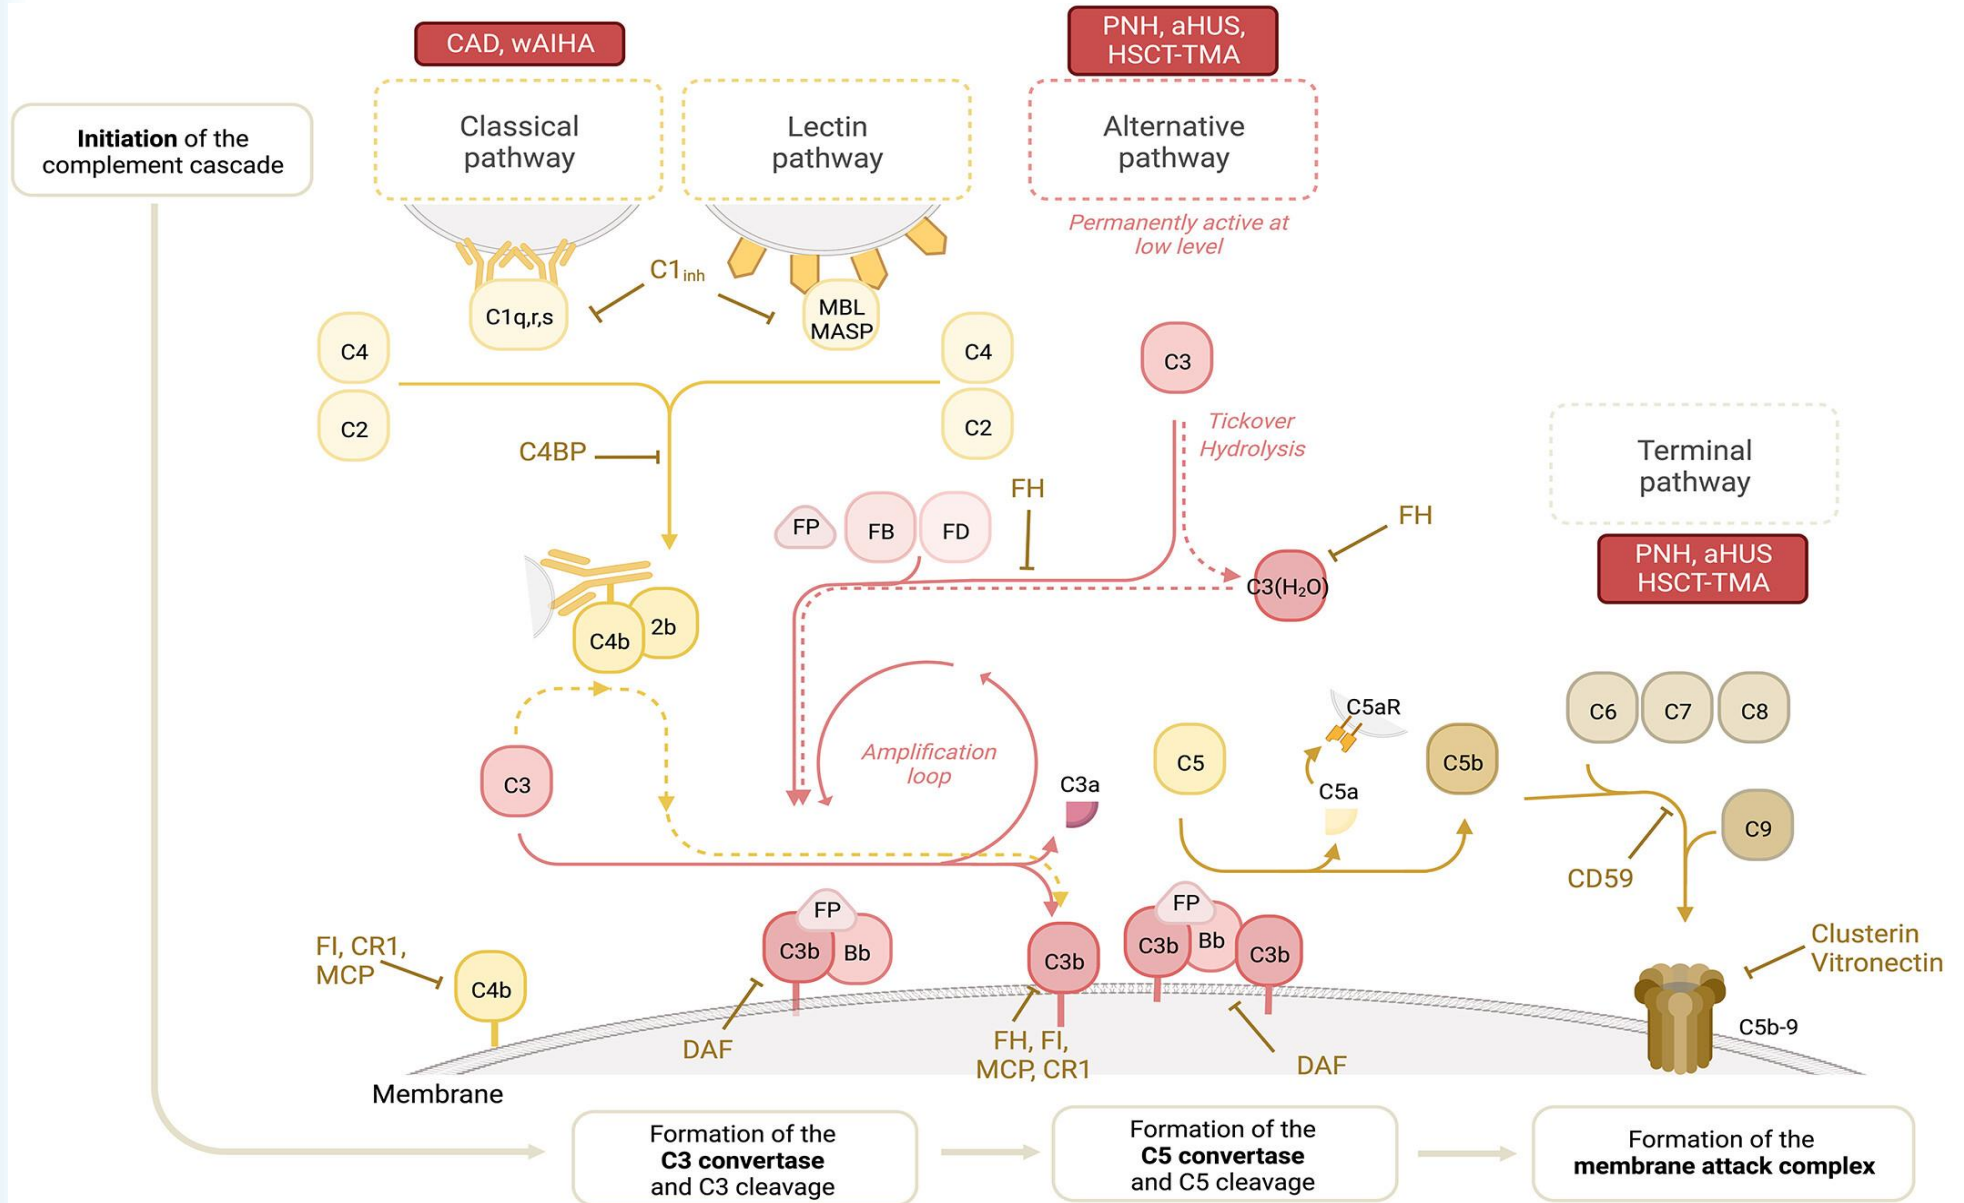 CAD, wAIHA
PNH, aHUS,
HSCT-TMA
Initiation of the
complement cascade
Classical
pathway
Lectin
pathway
Alternative
pathway
Permanently active at
low level
C1inh
C1q,r,s
MBL
MASP
C4
C2
C4
C2
C3
Tickover
Hydrolysis
C4BP
FP
FB
FD
FH
FH
C3(H₂O)
Terminal
pathway
PNH, aHUS
HSCT-TMA
C4b
2b
C3
Amplification
loop
C3a
C5
C5aR
C5a
C5b
C6
C7
C8
C9
CD59
FI, CR1,
MCP
C4b
FP
C3b
Bb
DAF
C3b
FH, FI,
MCP, CR1
FP
C3b
Bb
C3b
DAF
Clusterin
Vitronectin
C5b-9
Membrane
Formation of the
C3 convertase
and C3 cleavage
Formation of the
C5 convertase
and C5 cleavage
Formation of the
membrane attack complex